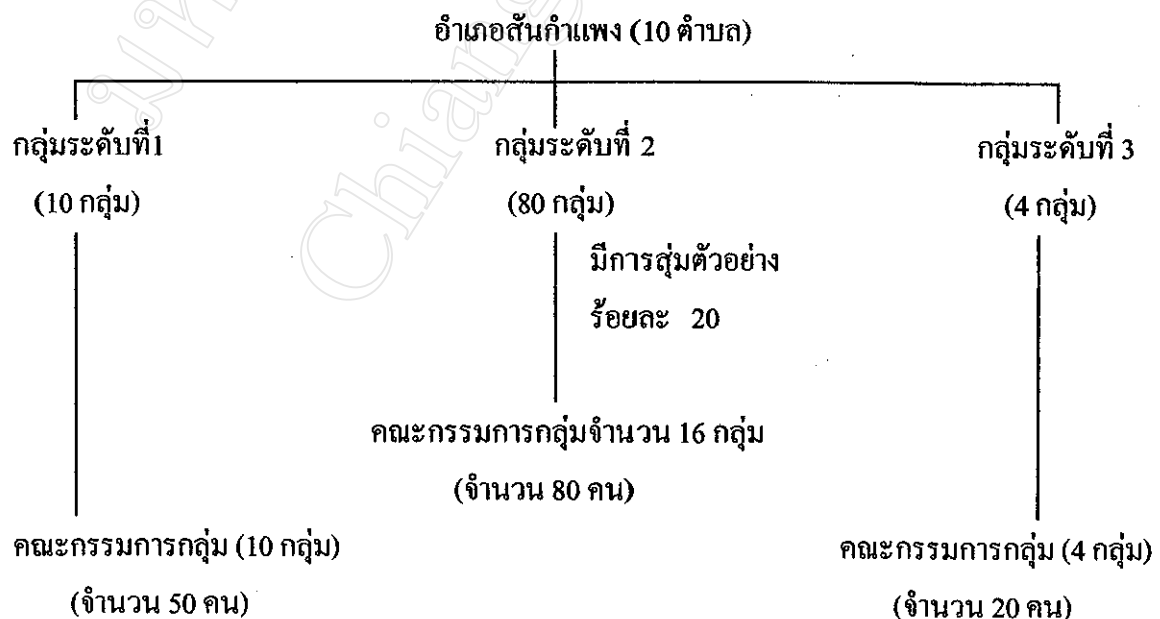 อำเภอสันกำแพง (10 ตำบล)
กลุ่มระดับที่1
กลุ่มระดับที่ 2
กลุ่มระดับที่ 3
(10 กลุ่ม)
(80 กลุ่ม)
(4 กลุ่ม)
มีการสุ่มตัวอย่าง
ร้อยละ 20
คณะกรรมการกลุ่มจำนวน 16 กลุ่ม
(จำนวน 80 คน)
คณะกรรมการกลุ่ม (10 กลุ่ม)
(จำนวน 50 คน)
คณะกรรมการกลุ่ม (4 กลุ่ม)
(จำนวน 20 คน)
Chiang